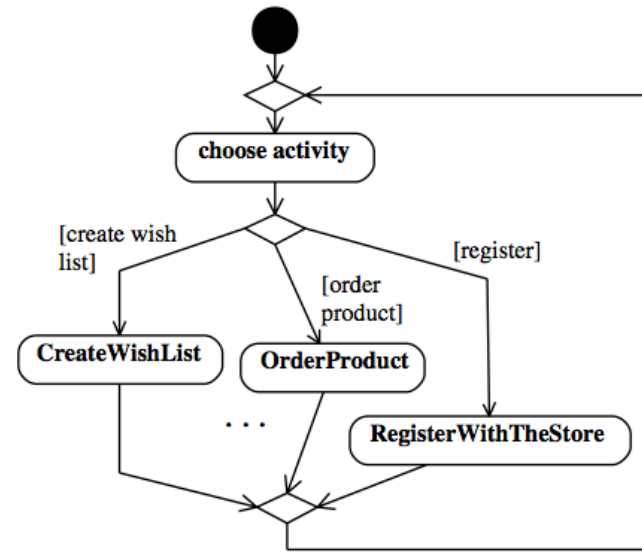 choose activity
[create wish
list]
[register]
[order
product]
CreateWishList
OrderProduct
. . .
RegisterWithTheStore